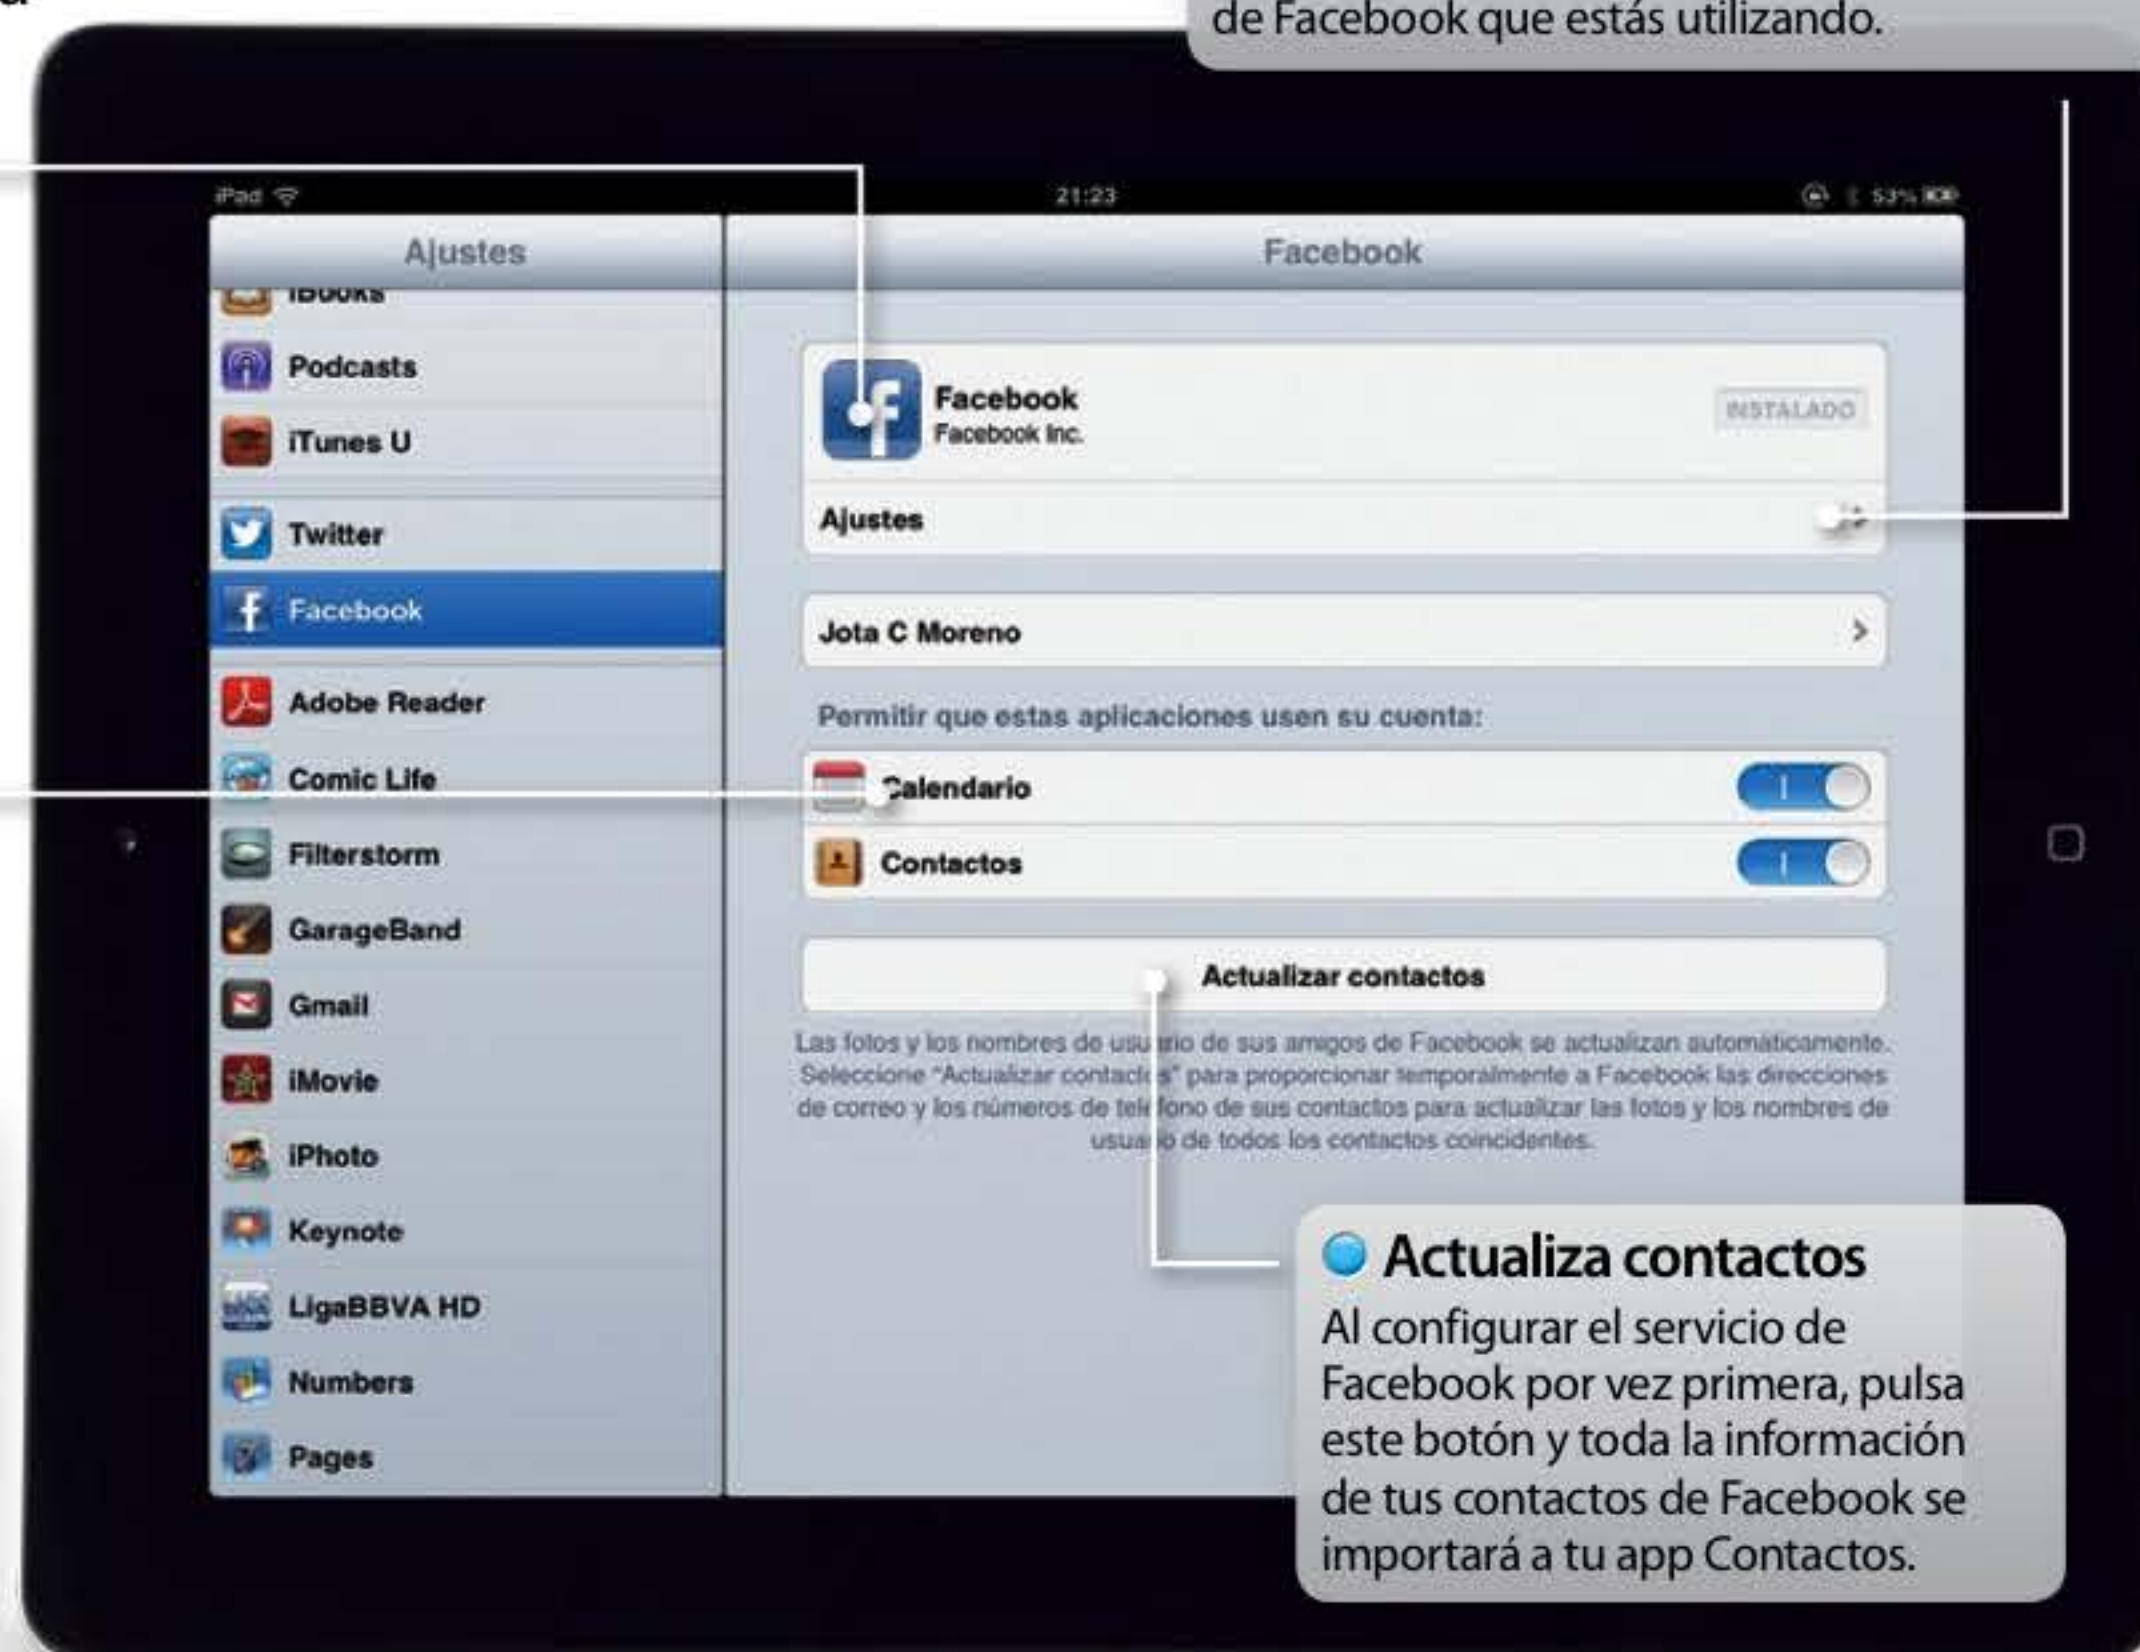 de Facebook que estás utilizando.
iPad
21:23
53%
Ajustes
Facebook
iBooks
Podcasts
iTunes U
Twitter
Facebook
Adobe Reader
Comic Life
Filterstorm
GarageBand
Gmail
iMovie
iPhoto
Keynote
LigaBBVA HD
Numbers
Pages
Facebook
Facebook Inc.
INSTALADO
Ajustes
Jota C Moreno
Permitir que estas aplicaciones usen su cuenta:
Calendario
Contactos
Actualizar contactos
Las fotos y los nombres de usuario de sus amigos de Facebook se actualizan automáticamente.
Seleccione "Actualizar contactos" para proporcionar temporalmente a Facebook las direcciones
de correo y los números de teléfono de sus contactos para actualizar las fotos y los nombres de
usuario de todos los contactos coincidentes.
Actualiza contactos
Al configurar el servicio de
Facebook por vez primera, pulsa
este botón y toda la información
de tus contactos de Facebook se
importará a tu app Contactos.